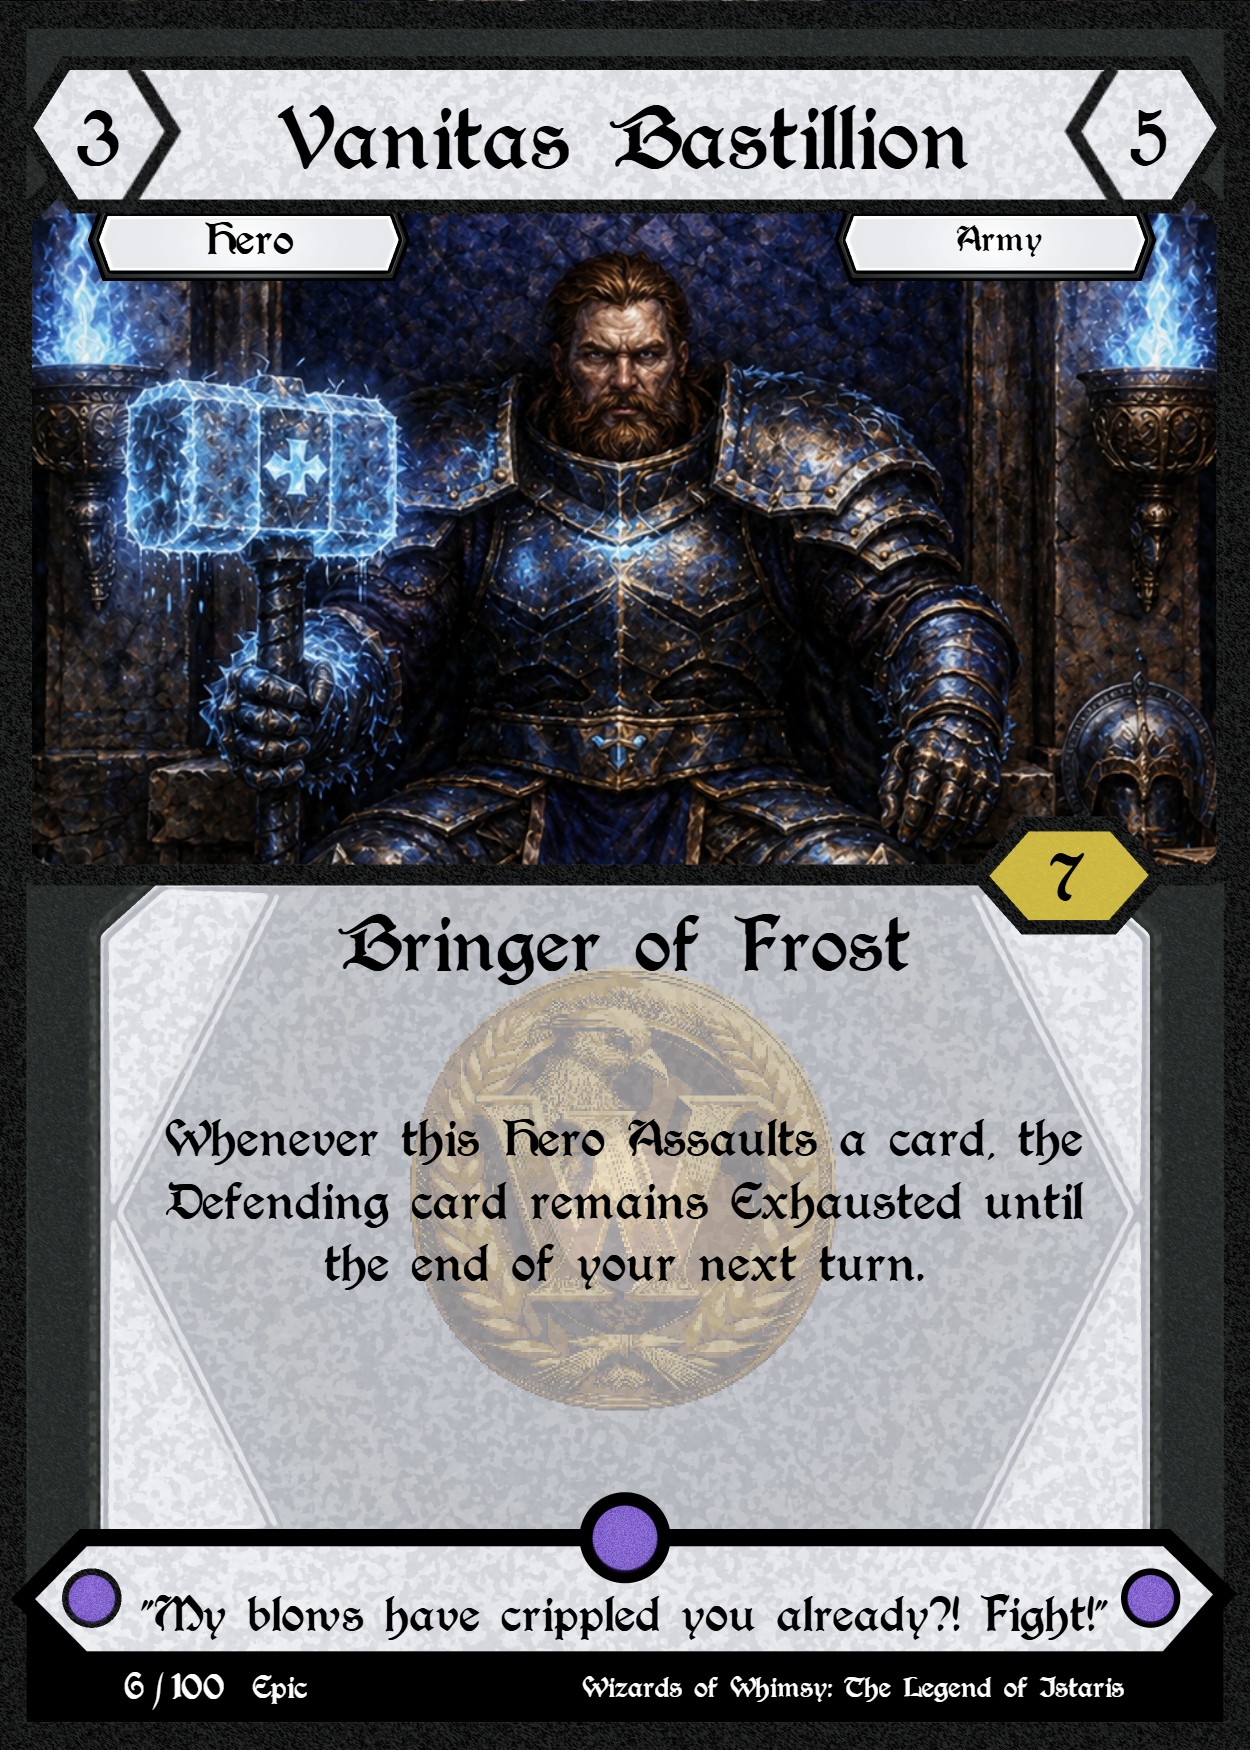 3 Vanitas Bastillion 5
Hero Army
7
Bringer of Frost
W
Whenever this Hero Assaults a card, the
Defending card remains Exhausted until
the end of your next turn.
"My blows have crippled you already?! Fight!"
6/100 Epic Wizards of Whimsy: The Legend of Istaris